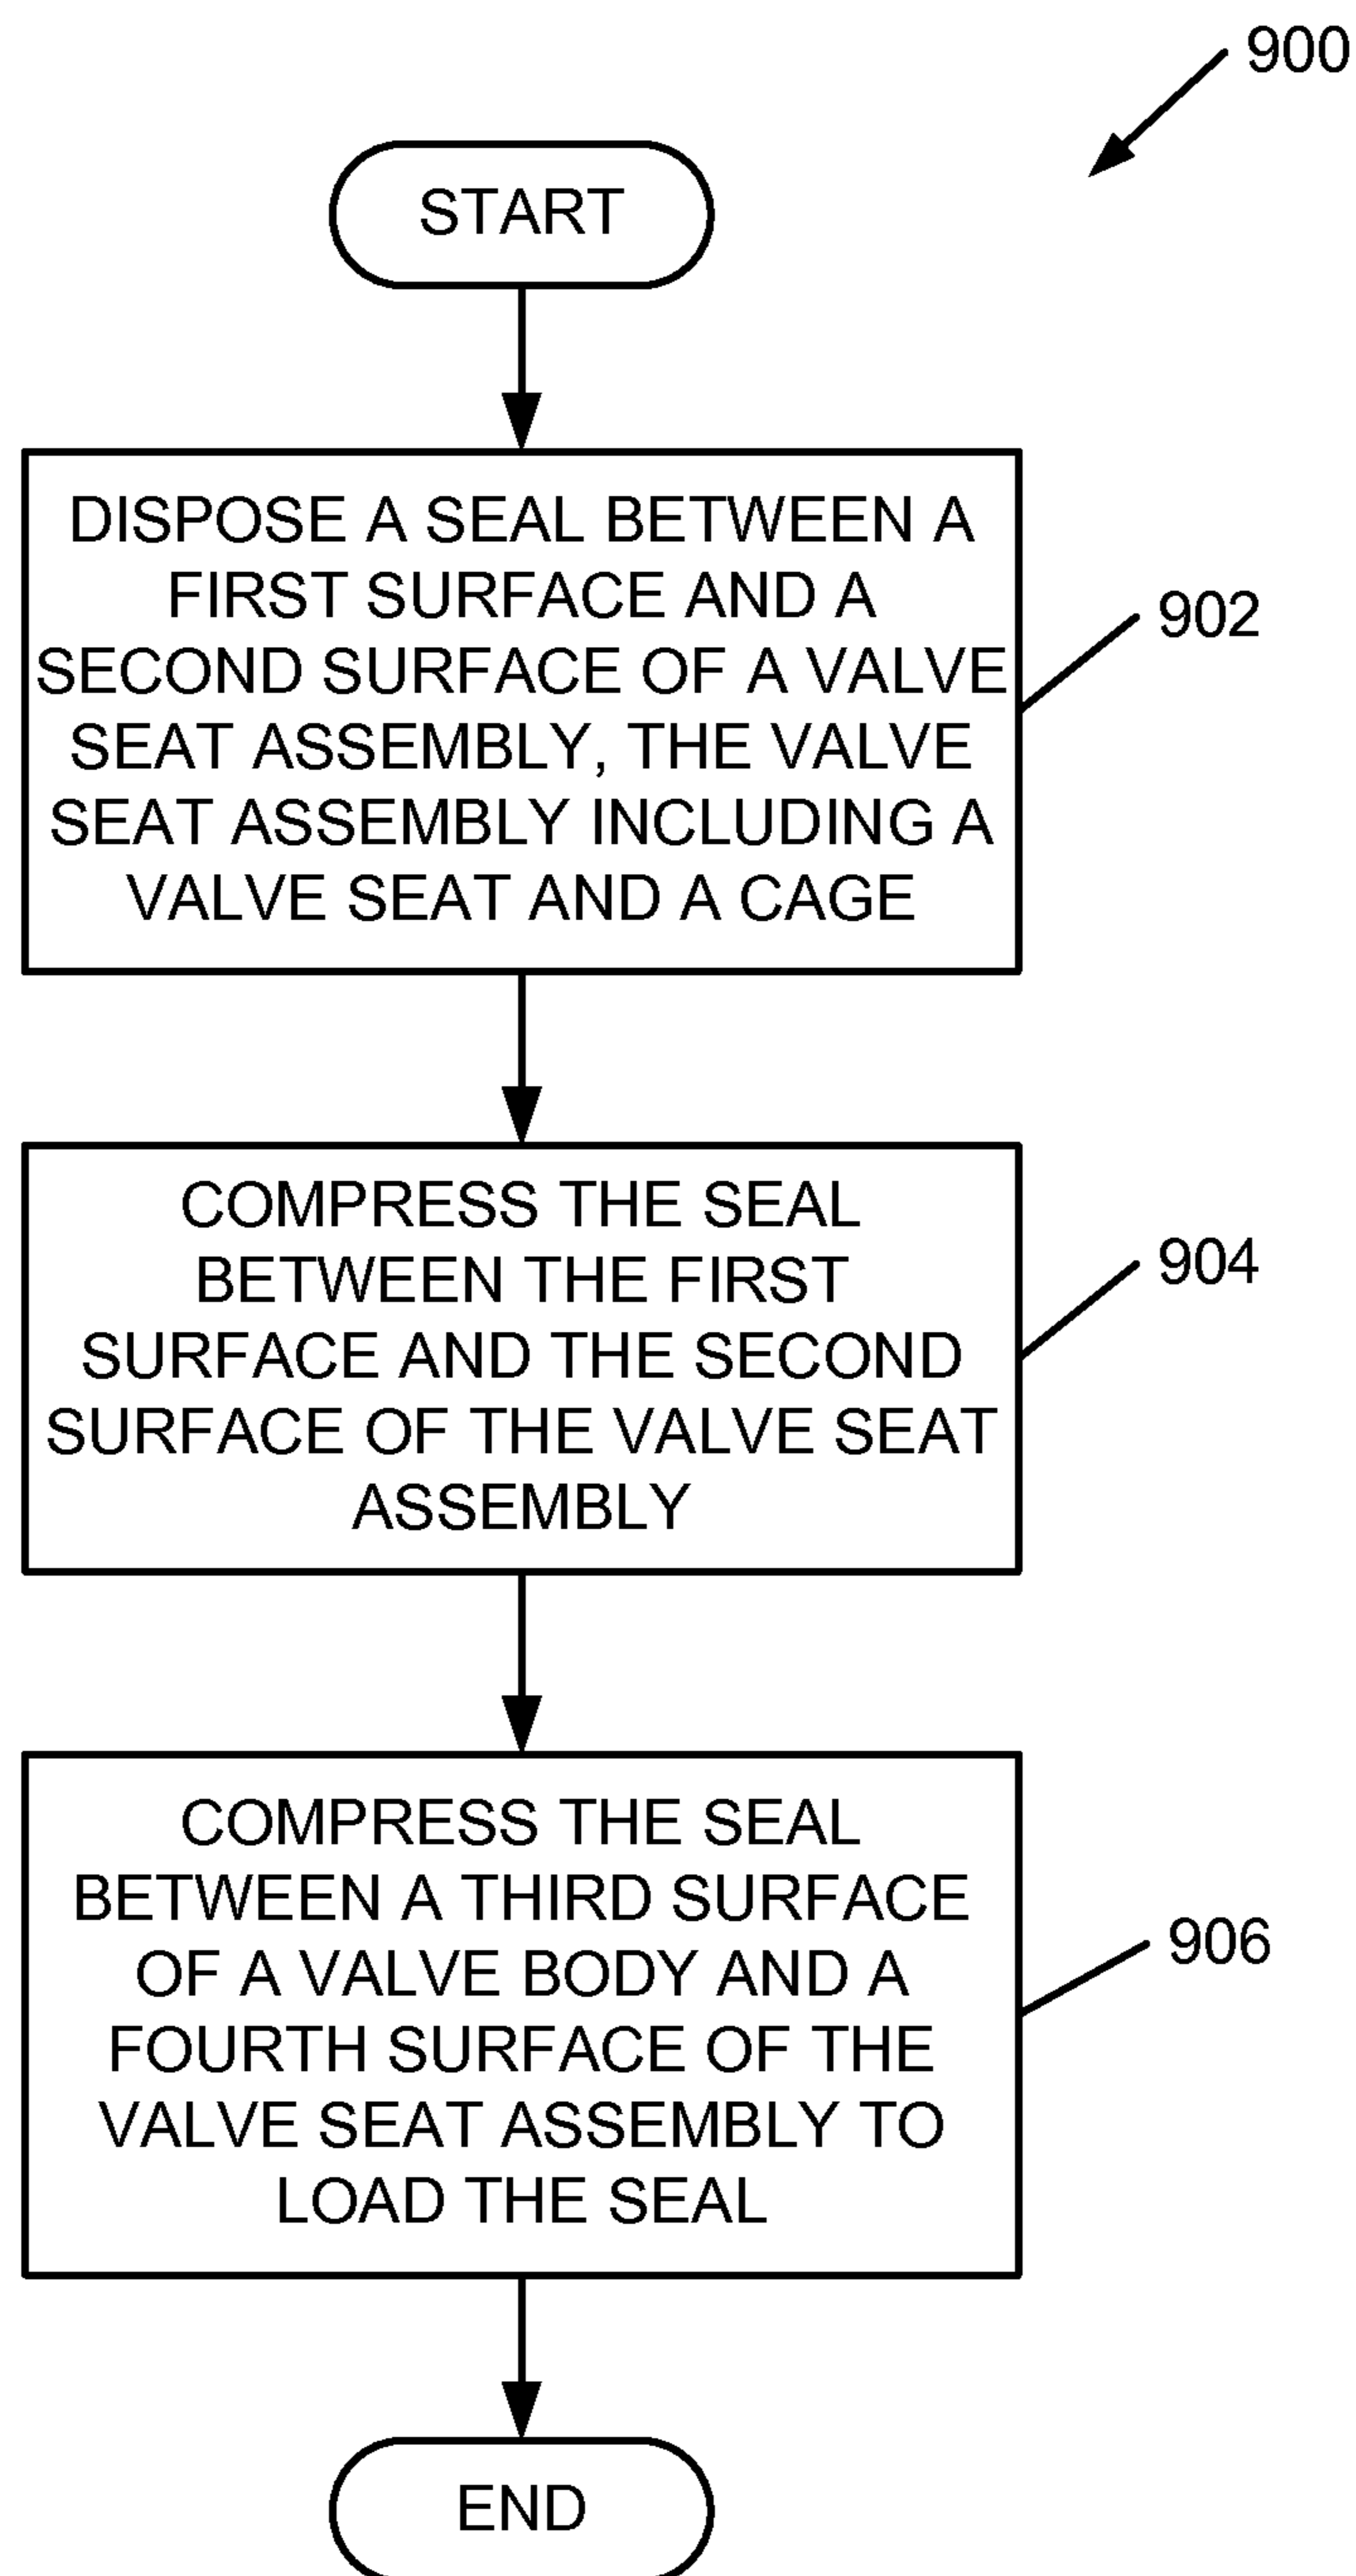 900
START
DISPOSE A SEAL BETWEEN A
FIRST SURFACE AND A
SECOND SURFACE OF A VALVE
SEAT ASSEMBLY, THE VALVE
SEAT ASSEMBLY INCLUDING A
VALVE SEAT AND A CAGE
902
COMPRESS THE SEAL
BETWEEN THE FIRST
SURFACE AND THE SECOND
SURFACE OF THE VALVE SEAT
ASSEMBLY
904
COMPRESS THE SEAL
BETWEEN A THIRD SURFACE
OF A VALVE BODY AND A
FOURTH SURFACE OF THE
VALVE SEAT ASSEMBLY TO
LOAD THE SEAL
906
END